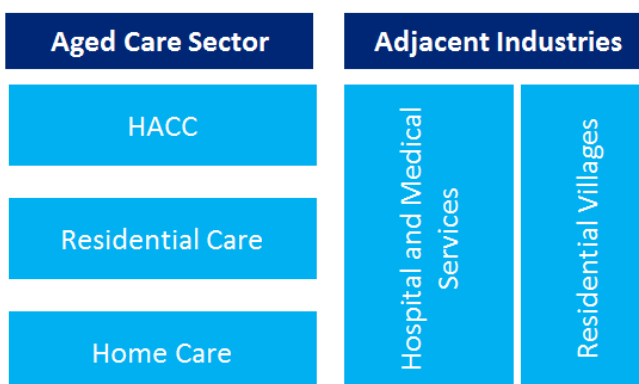 Aged Care Sector
Adjacent Industries
HACC
Residential Care
Home Care
Hospital and Medical
Services
Residential Villages